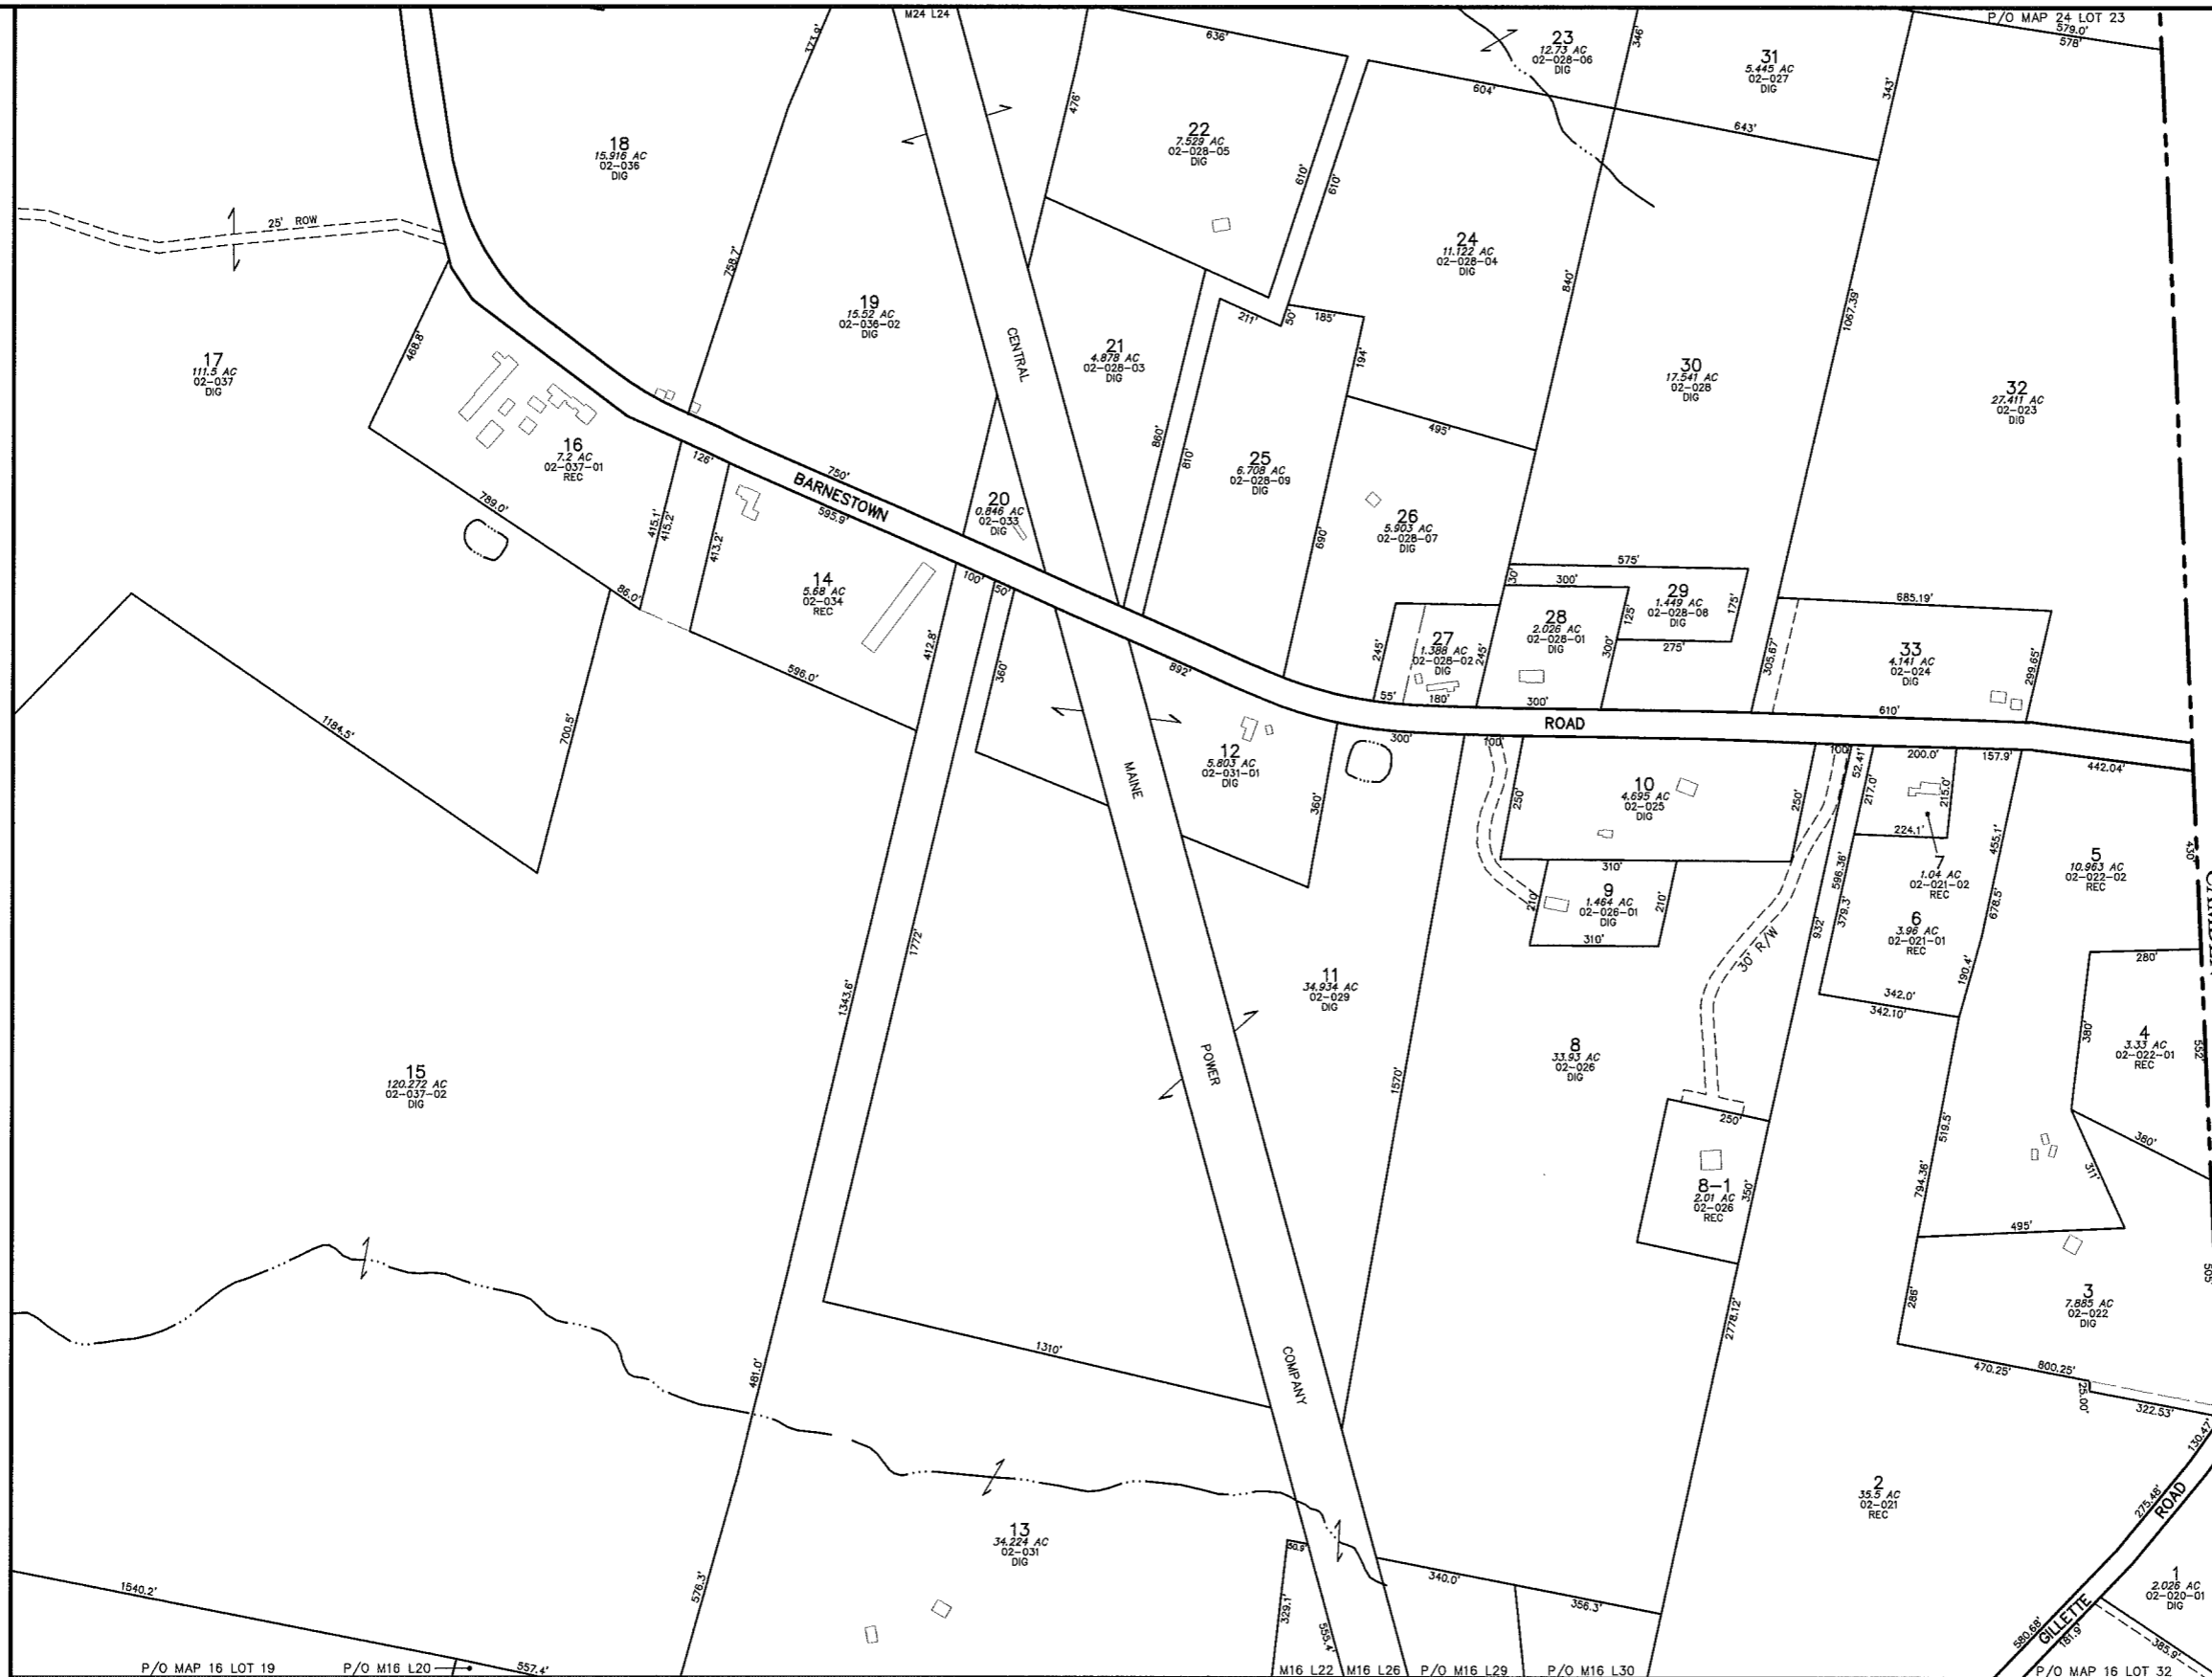 M24 L24
P/O MAP 24 LOT 23
579.0'
578'
636'
373.9'
346'
23
12.73 AC
02-028-06
DIG
31
5.445 AC
02-027
DIG
343'
476'
604'
643'
18
15.916 AC
02-036
DIG
22
7.529 AC
02-028-05
DIG
610'
610'
25' ROW
758.7'
24
11.122 AC
02-028-04
DIG
840'
1067.39'
19
15.52 AC
02-036-02
DIG
CENTRAL
211'
50'
185'
194'
17
111.5 AC
02-037
DIG
468.8'
21
4.878 AC
02-028-03
DIG
30
17.541 AC
02-028
DIG
32
27.411 AC
02-023
DIG
16
7.2 AC
02-037-01
REC
126'
750'
BARNESTOWN
595.9'
860'
810'
25
6.708 AC
02-028-09
DIG
495'
789.0'
415.1'
415.2'
413.2'
20
0.846 AC
02-033
DIG
690'
26
5.903 AC
02-028-07
DIG
86.0'
14
5.68 AC
02-034
REC
100'
50'
575'
30'
300'
29
1.449 AC
02-028-08
DIG
175'
125'
28
2.026 AC
02-028-01
DIG
300'
275'
685.19'
412.8'
360'
596.0'
892'
245'
27
1.388 AC
02-028-02
DIG
245'
305.67'
33
4.141 AC
02-024
DIG
299.65'
55'
180'
300'
ROAD
610'
1184.5'
700.5'
12
5.803 AC
02-031-01
DIG
MAINE
360'
300'
100'
250'
10
4.695 AC
02-025
DIG
250'
100'
52.41'
200.0'
157.9'
442.04'
217.0'
215.0'
224.1'
7
1.04 AC
02-021-02
REC
455.1'
5
10.963 AC
02-022-02
REC
430'
310'
9
1.464 AC
02-026-01
DIG
210'
210'
310'
596.36'
379.3'
932'
678.5'
6
3.96 AC
02-021-01
REC
190.4'
280'
30' R/W
342.0'
342.10'
1772'
1343.6'
11
34.934 AC
02-029
DIG
380'
4
3.33 AC
02-022-01
REC
552'
8
33.93 AC
02-026
DIG
POWER
1570'
15
120.272 AC
02-037-02
DIG
250'
519.5'
380'
311'
8-1
2.01 AC
02-026
REC
350'
794.36'
495'
505'
286'
3
7.885 AC
02-022
DIG
2778.12'
1310'
481.0'
COMPANY
470.25'
800.25'
25.00'
322.53'
130.47'
2
35.5 AC
02-021
REC
275.48'
ROAD
13
34.224 AC
02-031
DIG
340.0'
356.3'
1
2.026 AC
02-020-01
DIG
1540.2'
576.3'
329.1'
555.4'
580.68'
GILLETTE
181.9'
385.9'
P/O MAP 16 LOT 19
P/O M16 L20
557.4'
M16 L22
M16 L26
P/O M16 L29
P/O M16 L30
P/O MAP 16 LOT 32